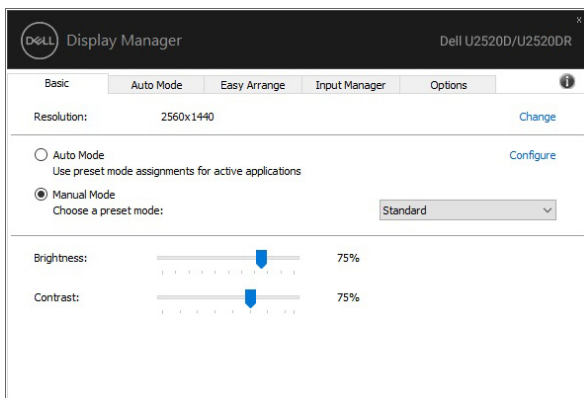 DELL Display Manager Dell U2520D/U2520DR
x
Basic Auto Mode Easy Arrange Input Manager Options i
Resolution: 2560x1440 Change
Auto Mode Configure
Use preset mode assignments for active applications
Manual Mode
Choose a preset mode: Standard
Brightness: 75%
Contrast: 75%